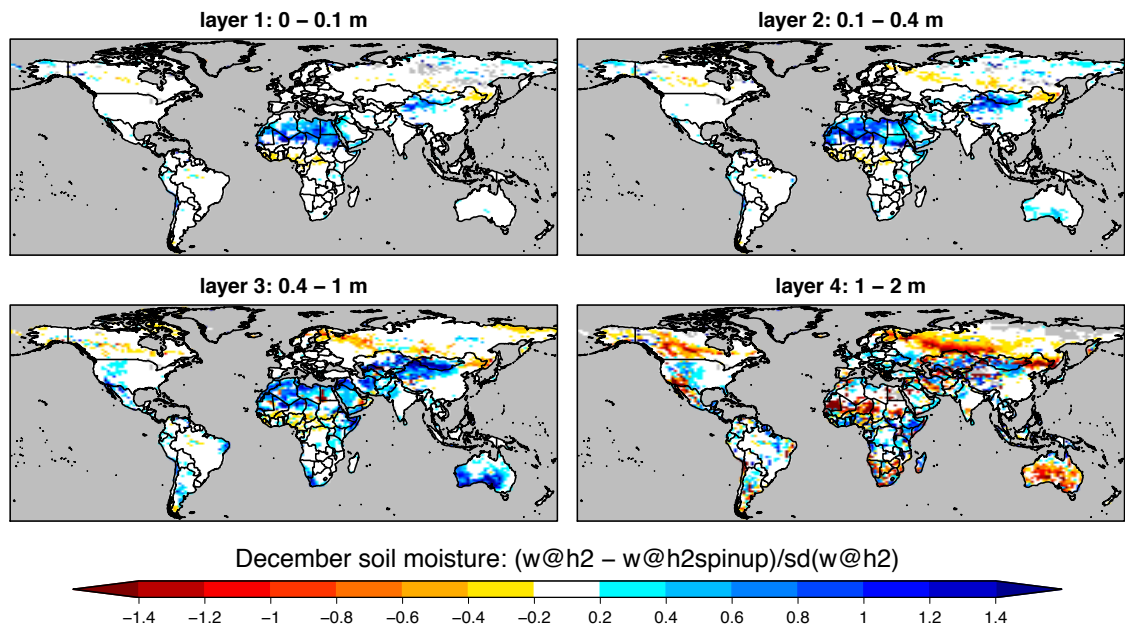 layer 1: 0 − 0.1 m
layer 2: 0.1 − 0.4 m
layer 3: 0.4 − 1 m
layer 4: 1 − 2 m
December soil moisture: (w@h2 − w@h2spinup)/sd(w@h2)
−1.4 −1.2 −1 −0.8 −0.6 −0.4 −0.2 0.2 0.4 0.6 0.8 1 1.2 1.4